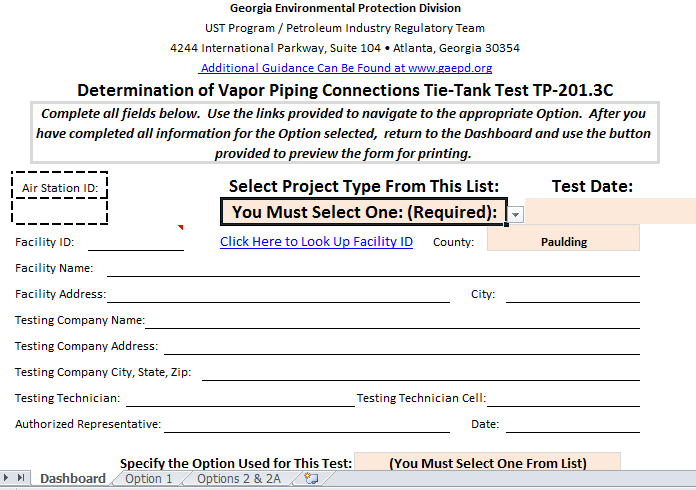 Georgia Environmental Protection Division
UST Program / Petroleum Industry Regulatory Team
4244 International Parkway, Suite 104 • Atlanta, Georgia 30354
Additional Guidance Can Be Found at www.gaepd.org
Determination of Vapor Piping Connections Tie-Tank Test TP-201.3C
Complete all fields below. Use the links provided to navigate to the appropriate Option. After you
have completed all information for the Option selected, return to the Dashboard and use the button
provided to preview the form for printing.
Air Station ID: Select Project Type From This List: Test Date:
You Must Select One: (Required):
Facility ID: Click Here to Look Up Facility ID County: Paulding
Facility Name:
Facility Address: City:
Testing Company Name:
Testing Company Address:
Testing Company City, State, Zip:
Testing Technician: Testing Technician Cell:
Authorized Representative: Date:
Specify the Option Used for This Test: (You Must Select One From List)
Dashboard Option 1 Options 2 & 2A